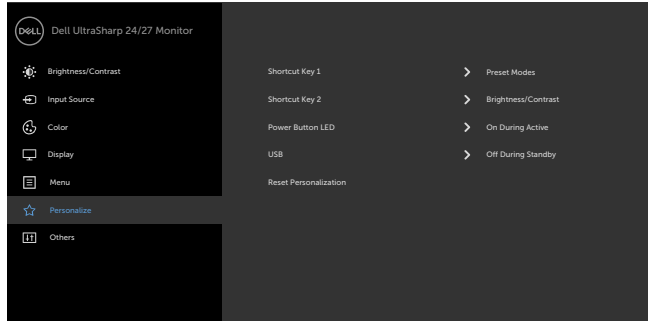 DELL Dell UltraSharp 24/27 Monitor
Brightness/Contrast Shortcut Key 1 Preset Modes
Input Source Shortcut Key 2 Brightness/Contrast
Color Power Button LED On During Active
Display USB Off During Standby
Menu Reset Personalization
Personalize
Others